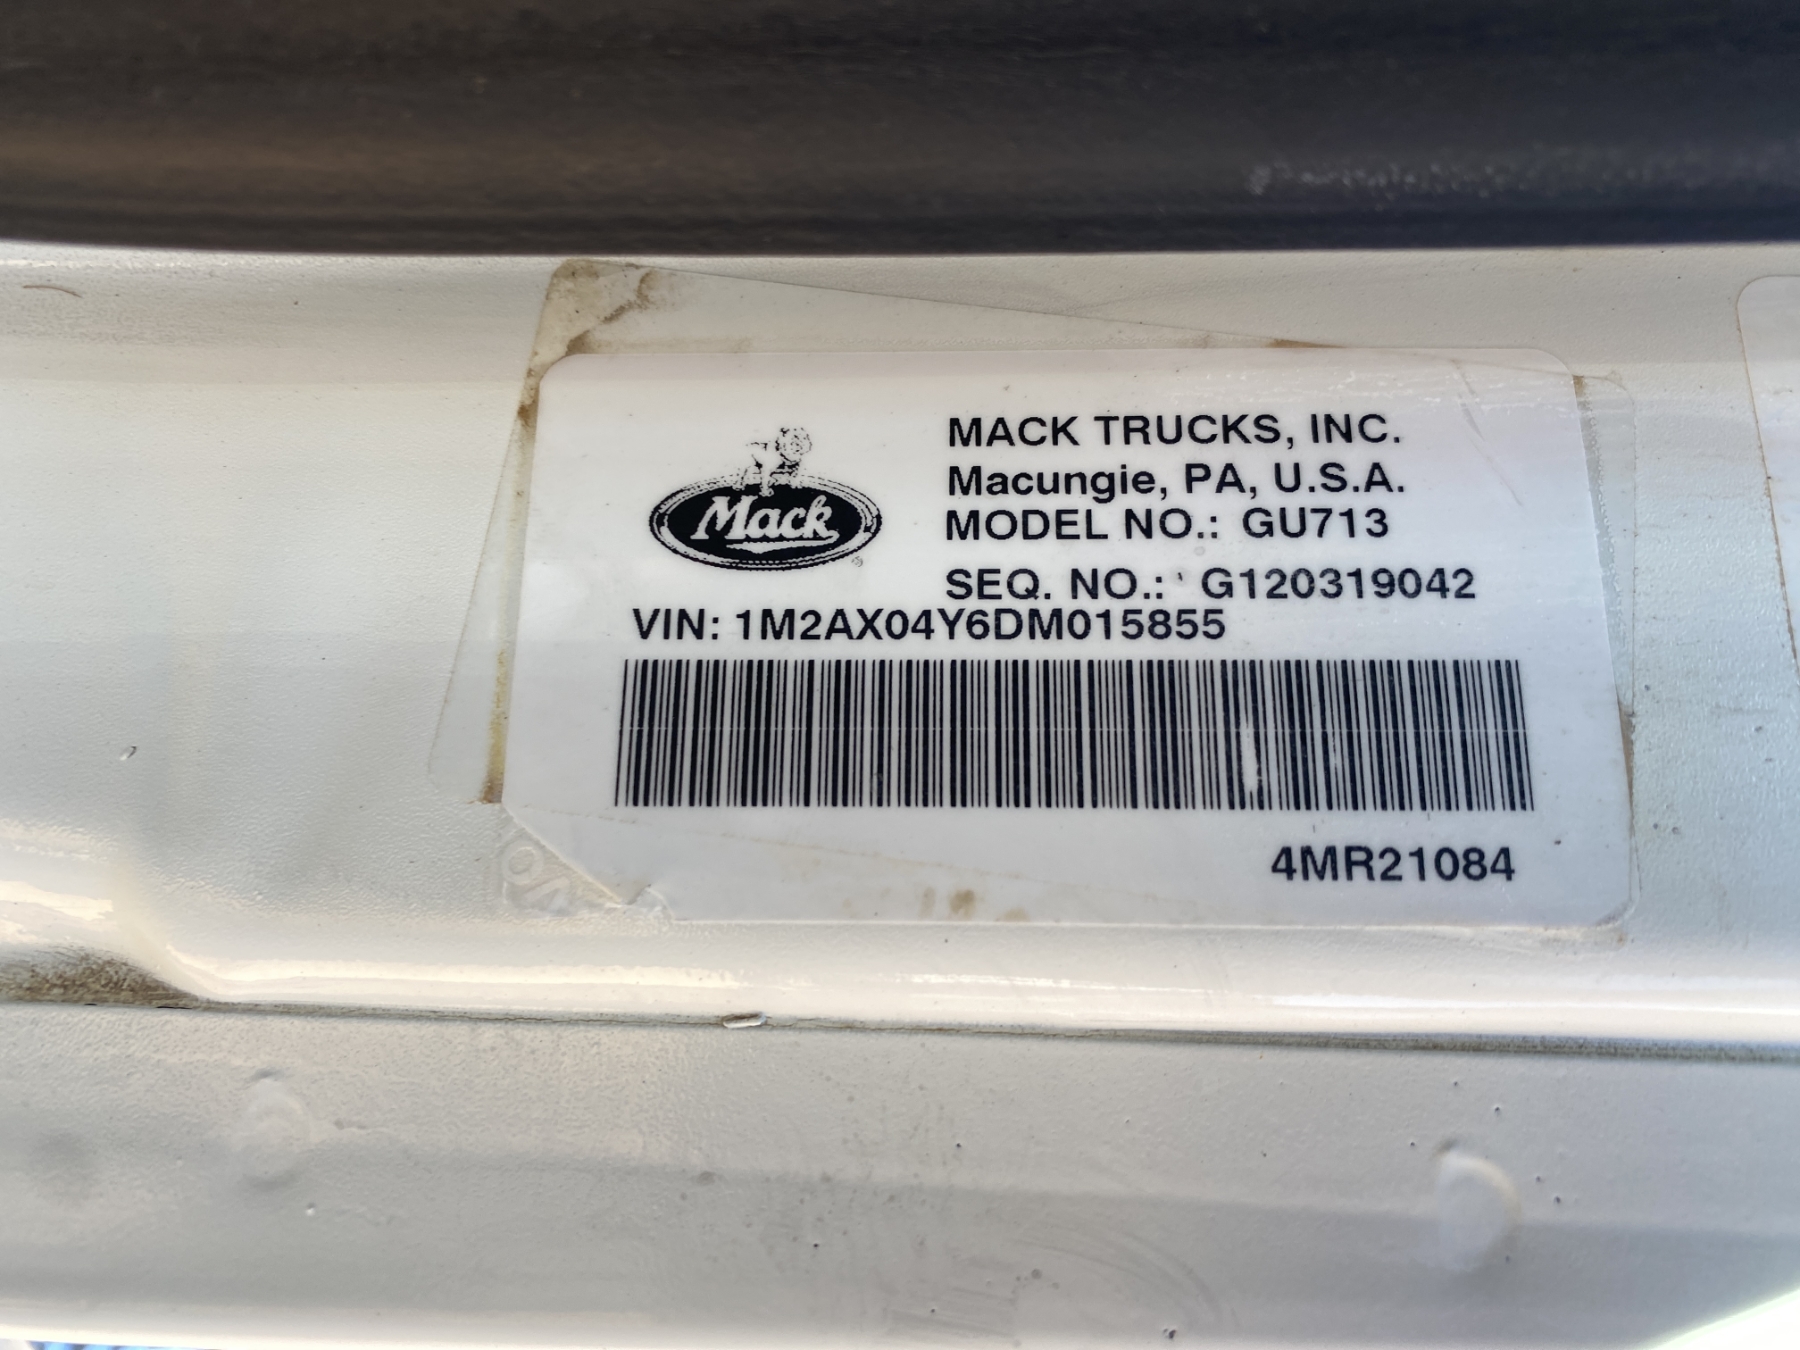 Mack
MACK TRUCKS, INC.
Macungie, PA, U.S.A.
MODEL NO.: GU713
SEQ. NO.: G120319042
VIN: 1M2AX04Y6DM015855
4MR21084